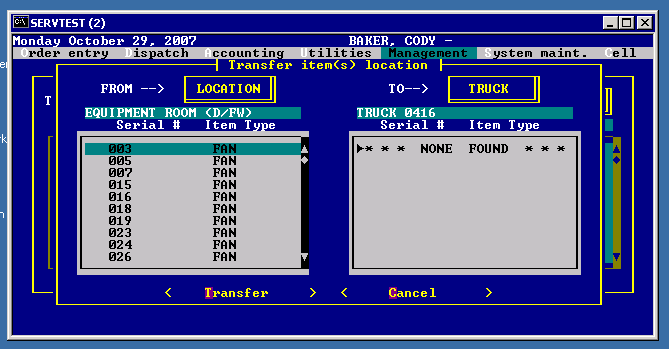 SERVTEST (2)
Monday October 29, 2007 BAKER, CODY -
Order entry Dispatch Accounting Utilities Management System maint. Cell
Transfer item(s) location
FROM --> LOCATION TO--> TRUCK
T
EQUIPMENT ROOM (D/FW) TRUCK 0416
Serial # Item Type Serial # Item Type
003 FAN * * * NONE FOUND * * *
005 FAN
007 FAN
015 FAN
016 FAN
018 FAN
019 FAN
023 FAN
024 FAN
026 FAN
< Transfer > < Cancel >